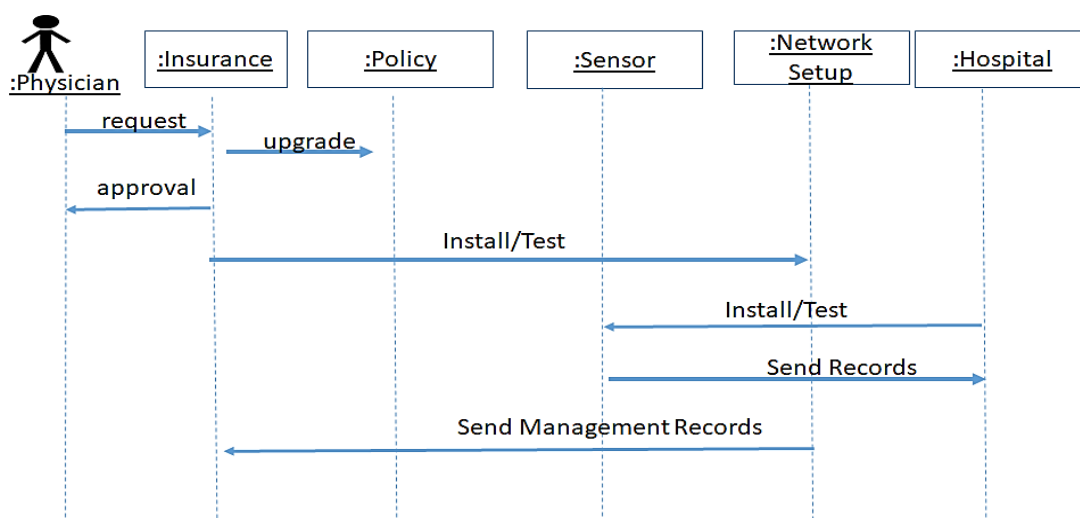 :Physician
:Insurance
:Policy
:Sensor
:Network
Setup
:Hospital
request
upgrade
approval
Install/Test
Install/Test
Send Records
Send Management Records